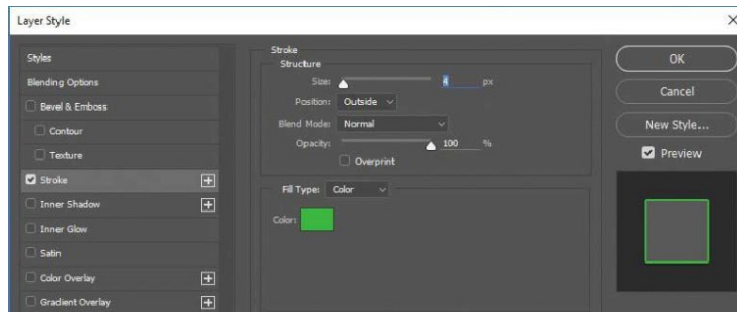 Layer Style
Styles
Blending Options
Bevel & Emboss
Contour
Texture
Stroke
Inner Shadow
Inner Glow
Satin
Color Overlay
Gradient Overlay
Stroke
Structure
Size: 4 px
Position: Outside
Blend Mode: Normal
Opacity: 100 %
Overprint
Fill Type: Color
Color:
OK
Cancel
New Style...
Preview